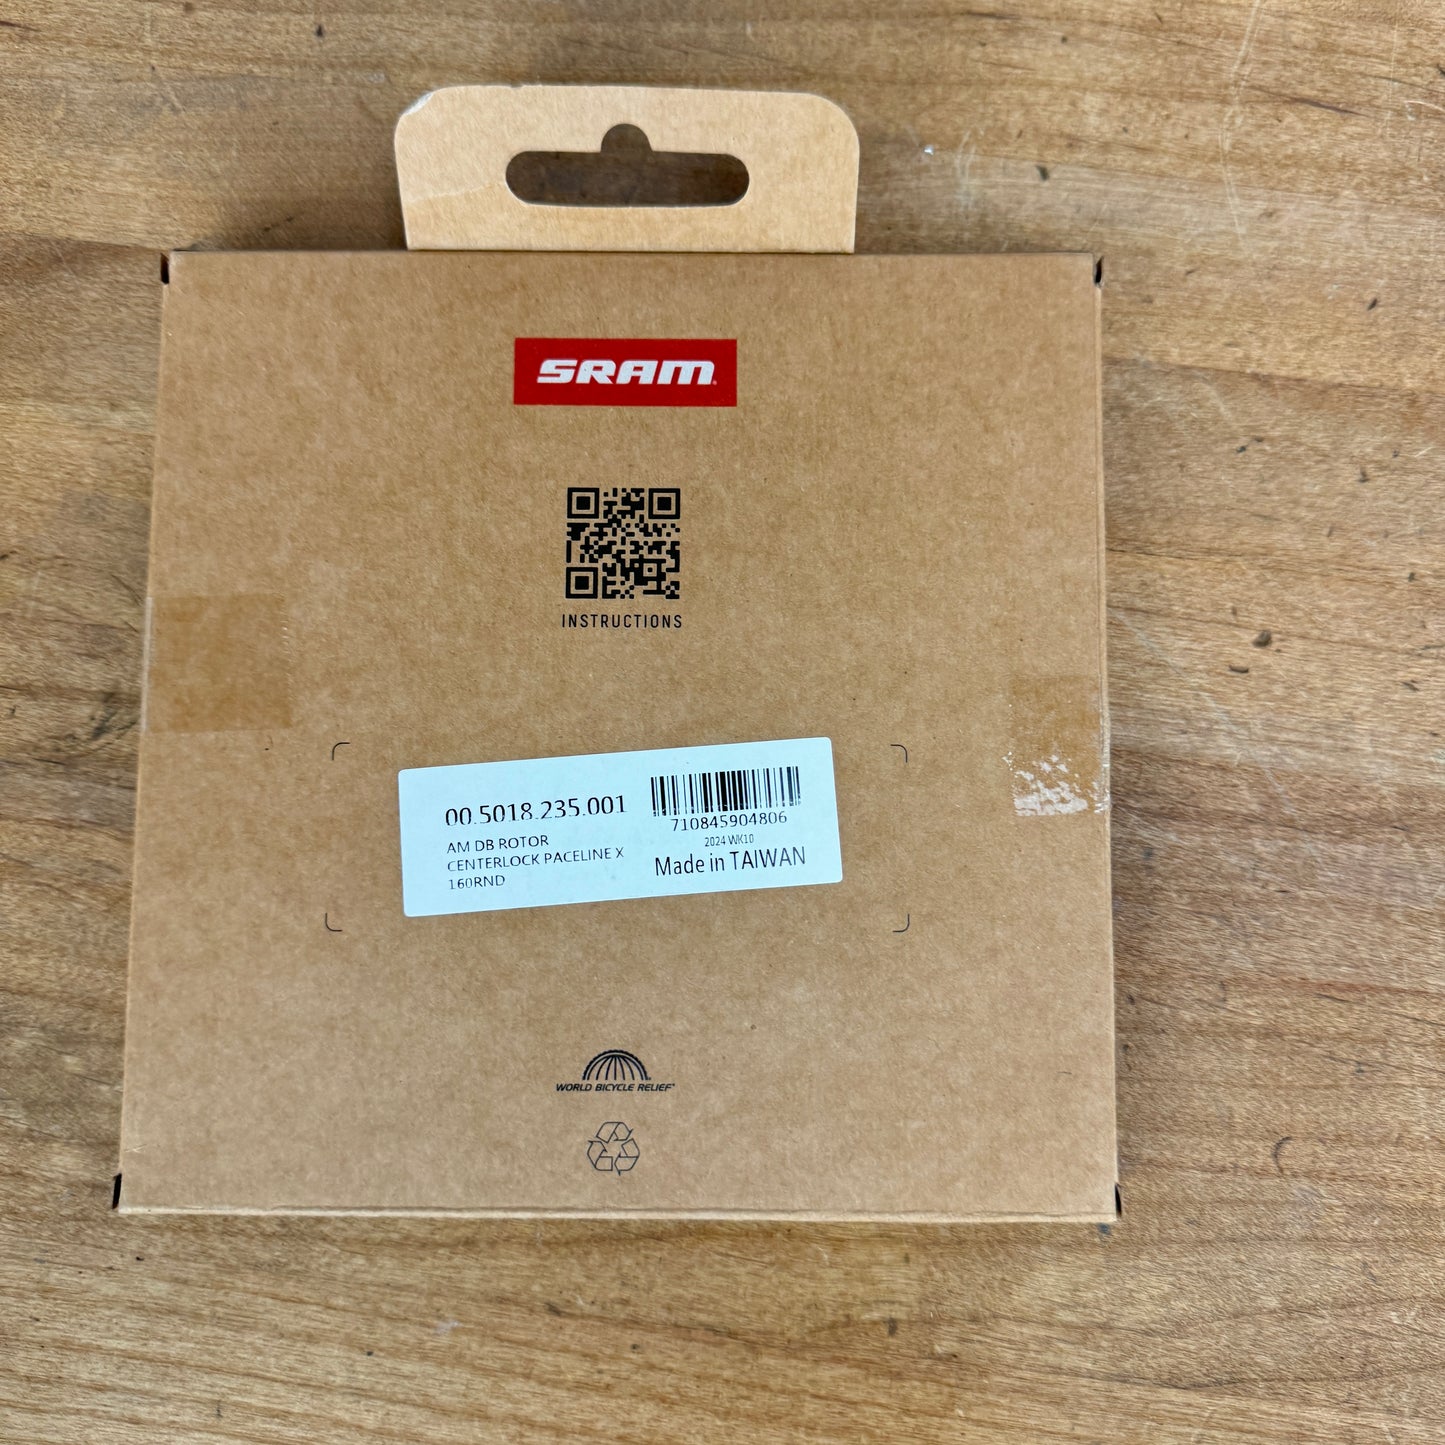 SRAM
INSTRUCTIONS
00.5018.235.001
AM DB ROTOR
CENTERLOCK PACELINE X
160RND
710845904806
2024 WK10
Made in TAIWAN
WORLD BICYCLE RELIEF